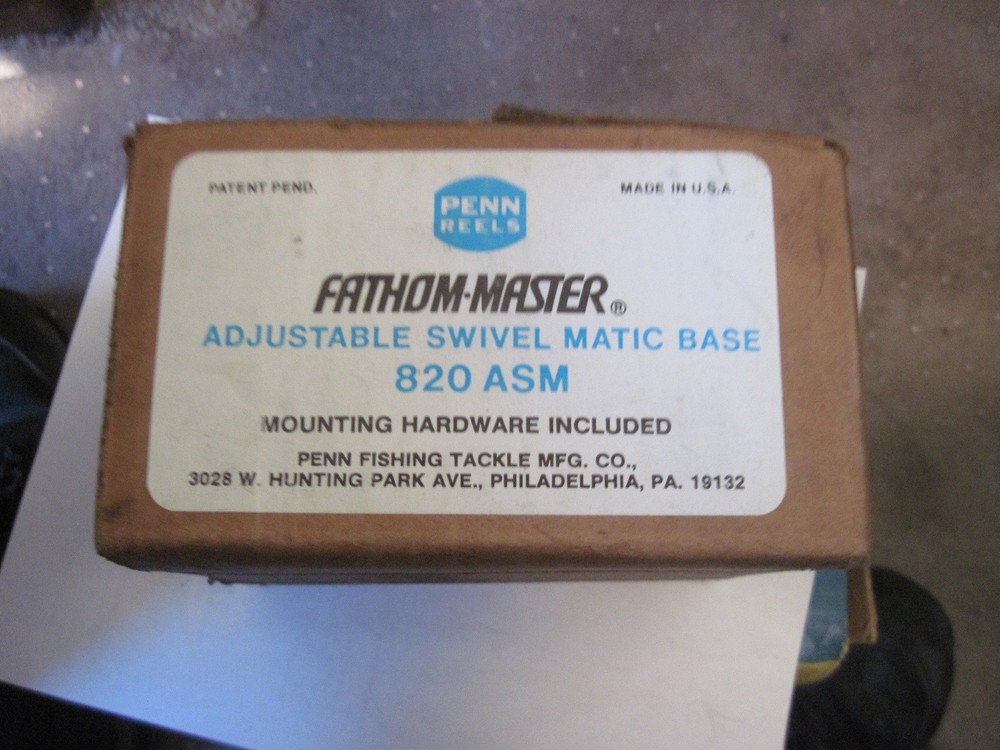 PATENT PEND.
PENN
REELS
MADE IN U.S.A.
FATHOM-MASTER®
ADJUSTABLE SWIVEL MATIC BASE
820 ASM
MOUNTING HARDWARE INCLUDED
PENN FISHING TACKLE MFG. CO.,
3028 W. HUNTING PARK AVE., PHILADELPHIA, PA. 19132